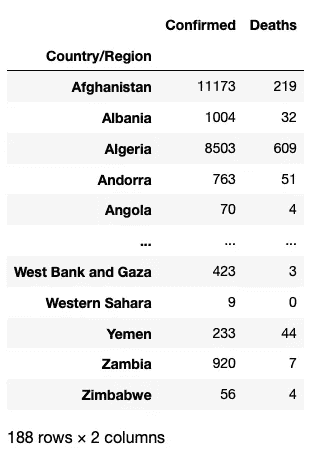 Confirmed Deaths
Country/Region
Afghanistan 11173 219
Albania 1004 32
Algeria 8503 609
Andorra 763 51
Angola 70 4
... ... ...
West Bank and Gaza 423 3
Western Sahara 9 0
Yemen 233 44
Zambia 920 7
Zimbabwe 56 4
188 rows × 2 columns